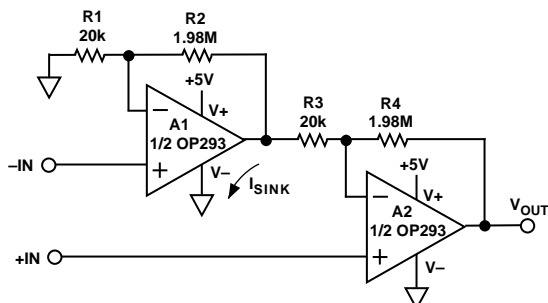 R1
20k
R2
1.98M
+5V
V+
A1
1/2 OP293
–IN
V–
ISINK
R3
20k
R4
1.98M
+5V
V+
A2
1/2 OP293
VOUT
+IN
V–